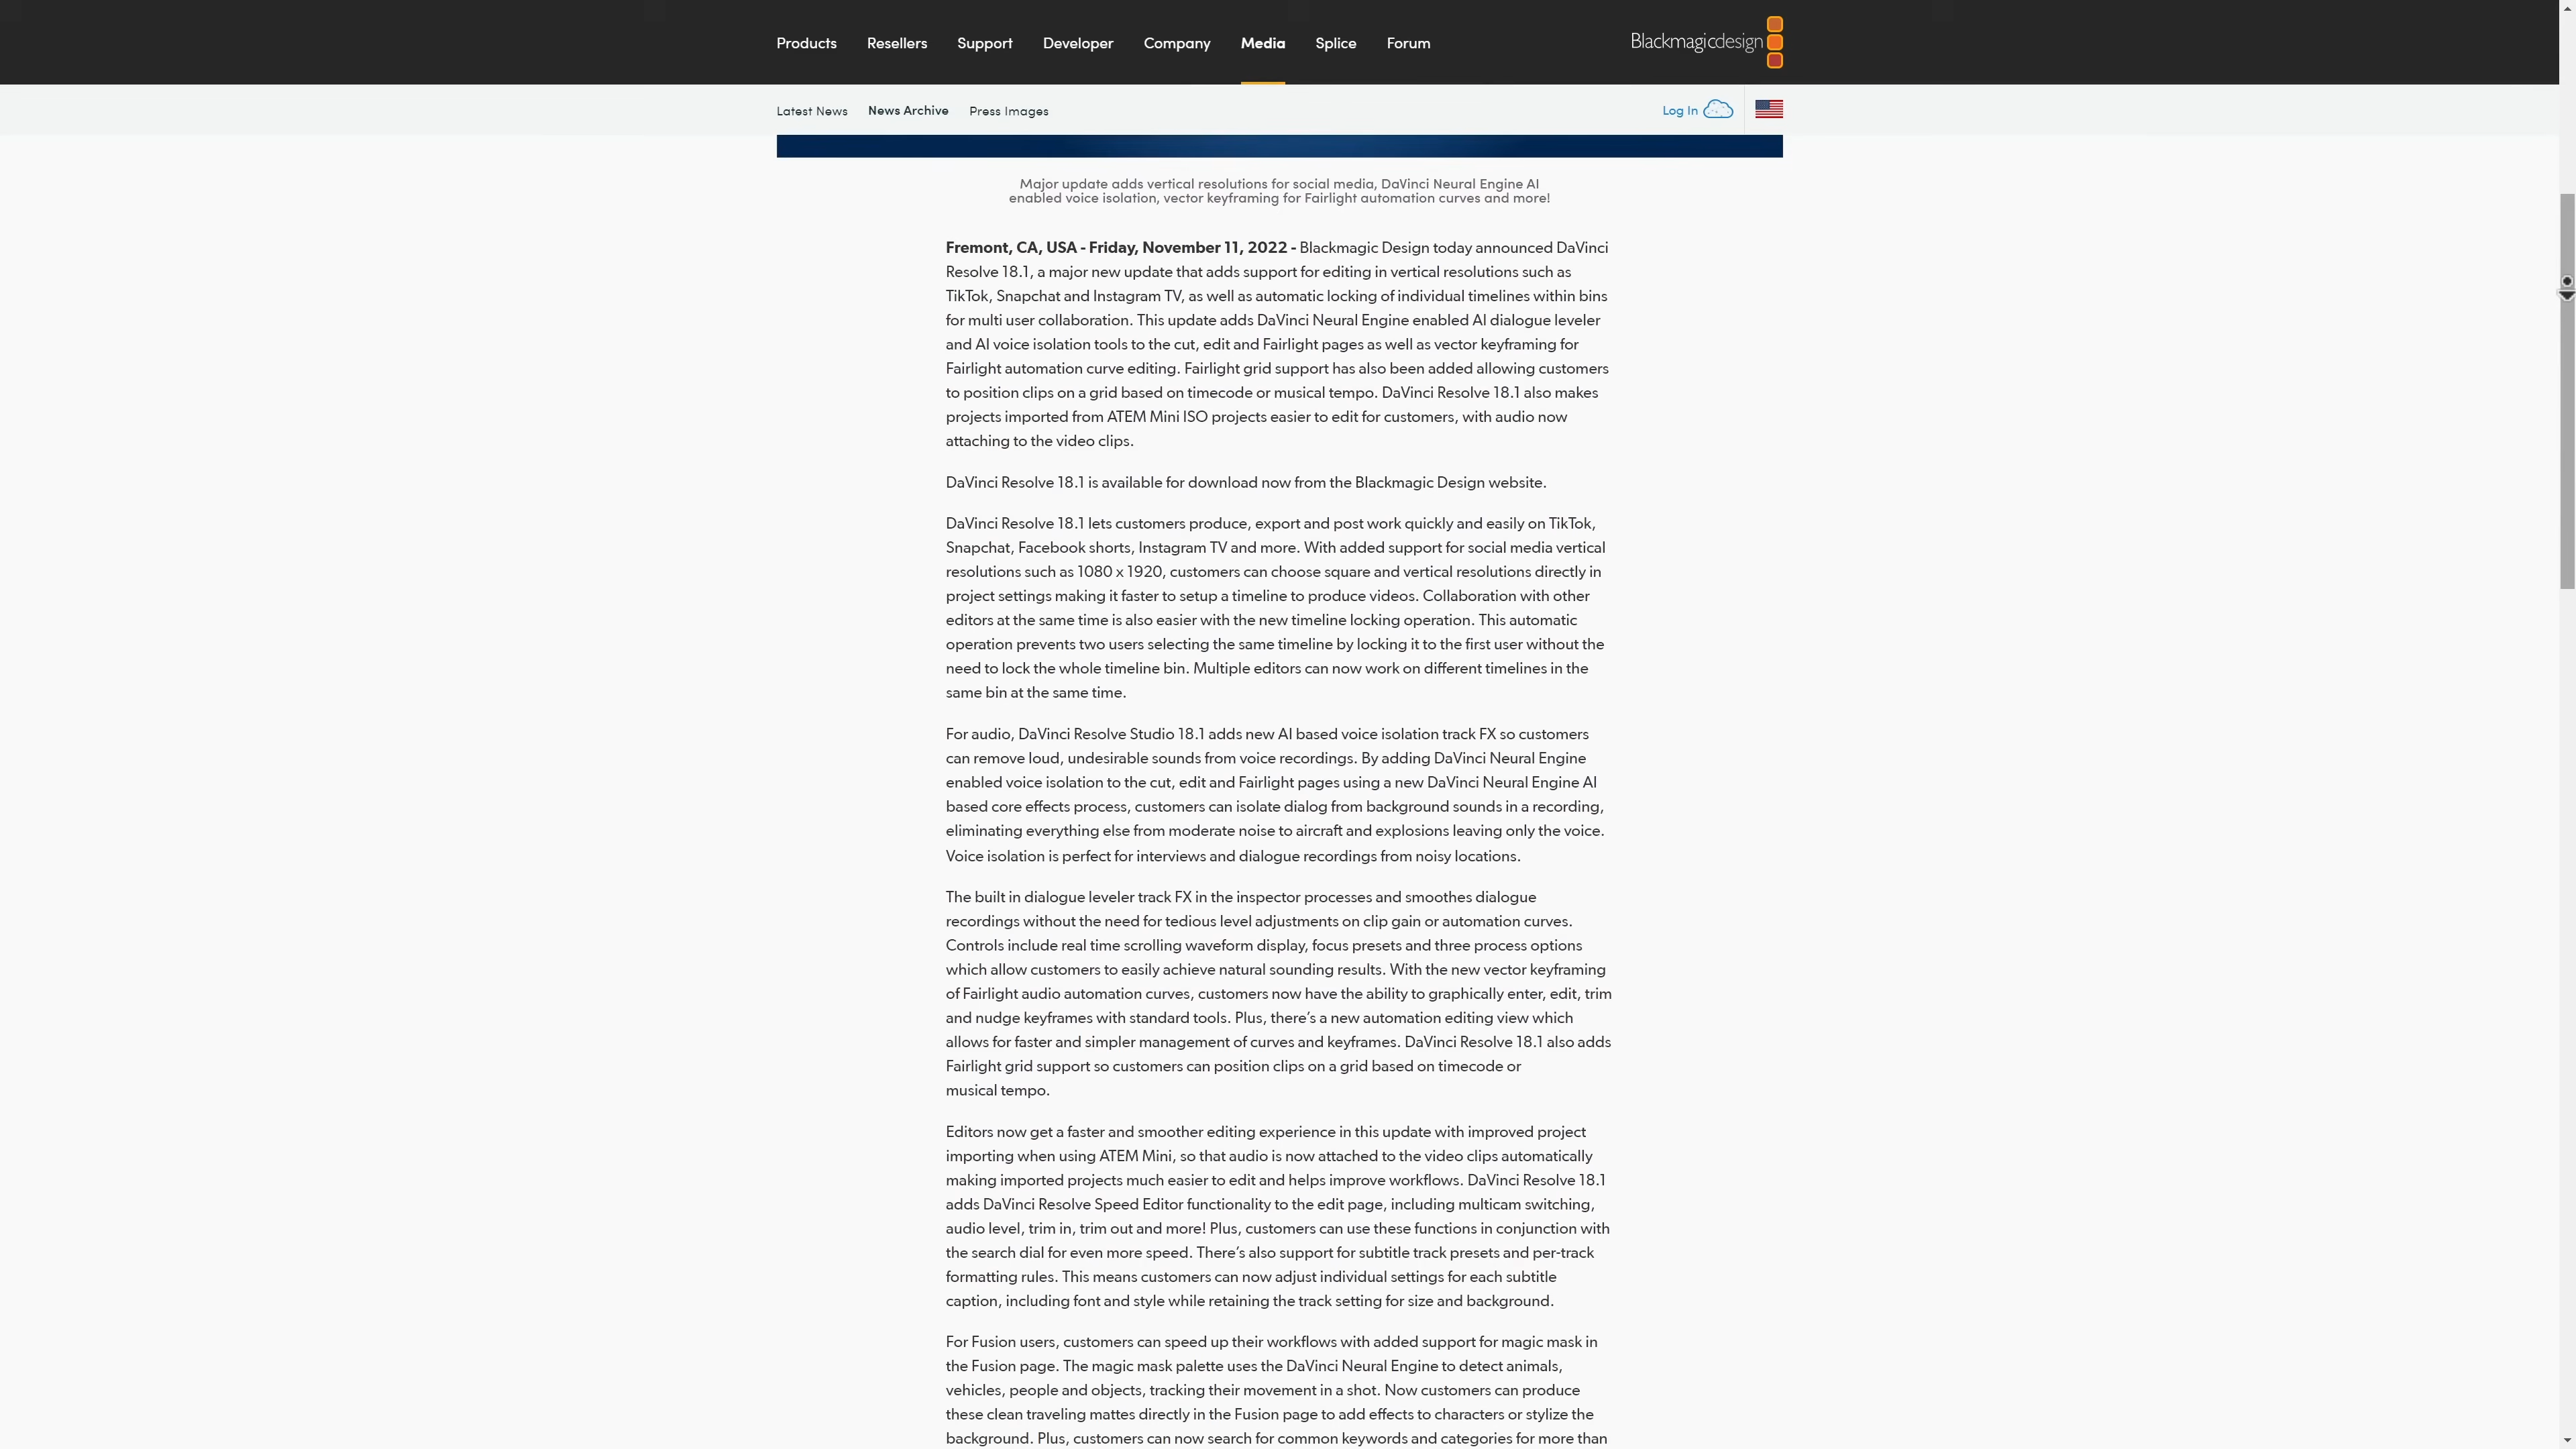 Products Resellers Support Developer Company Media Splice Forum Blackmagicdesign
Latest News News Archive Press Images Log In
Major update adds vertical resolutions for social media, DaVinci Neural Engine AI
enabled voice isolation, vector keyframing for Fairlight automation curves and more!
Fremont, CA, USA - Friday, November 11, 2022 - Blackmagic Design today announced DaVinci
Resolve 18.1, a major new update that adds support for editing in vertical resolutions such as
TikTok, Snapchat and Instagram TV, as well as automatic locking of individual timelines within bins
for multi user collaboration. This update adds DaVinci Neural Engine enabled AI dialogue leveler
and AI voice isolation tools to the cut, edit and Fairlight pages as well as vector keyframing for
Fairlight automation curve editing. Fairlight grid support has also been added allowing customers
to position clips on a grid based on timecode or musical tempo. DaVinci Resolve 18.1 also makes
projects imported from ATEM Mini ISO projects easier to edit for customers, with audio now
attaching to the video clips.
DaVinci Resolve 18.1 is available for download now from the Blackmagic Design website.
DaVinci Resolve 18.1 lets customers produce, export and post work quickly and easily on TikTok,
Snapchat, Facebook shorts, Instagram TV and more. With added support for social media vertical
resolutions such as 1080 x 1920, customers can choose square and vertical resolutions directly in
project settings making it faster to setup a timeline to produce videos. Collaboration with other
editors at the same time is also easier with the new timeline locking operation. This automatic
operation prevents two users selecting the same timeline by locking it to the first user without the
need to lock the whole timeline bin. Multiple editors can now work on different timelines in the
same bin at the same time.
For audio, DaVinci Resolve Studio 18.1 adds new AI based voice isolation track FX so customers
can remove loud, undesirable sounds from voice recordings. By adding DaVinci Neural Engine
enabled voice isolation to the cut, edit and Fairlight pages using a new DaVinci Neural Engine AI
based core effects process, customers can isolate dialog from background sounds in a recording,
eliminating everything else from moderate noise to aircraft and explosions leaving only the voice.
Voice isolation is perfect for interviews and dialogue recordings from noisy locations.
The built in dialogue leveler track FX in the inspector processes and smoothes dialogue
recordings without the need for tedious level adjustments on clip gain or automation curves.
Controls include real time scrolling waveform display, focus presets and three process options
which allow customers to easily achieve natural sounding results. With the new vector keyframing
of Fairlight audio automation curves, customers now have the ability to graphically enter, edit, trim
and nudge keyframes with standard tools. Plus, there’s a new automation editing view which
allows for faster and simpler management of curves and keyframes. DaVinci Resolve 18.1 also adds
Fairlight grid support so customers can position clips on a grid based on timecode or
musical tempo.
Editors now get a faster and smoother editing experience in this update with improved project
importing when using ATEM Mini, so that audio is now attached to the video clips automatically
making imported projects much easier to edit and helps improve workflows. DaVinci Resolve 18.1
adds DaVinci Resolve Speed Editor functionality to the edit page, including multicam switching,
audio level, trim in, trim out and more! Plus, customers can use these functions in conjunction with
the search dial for even more speed. There’s also support for subtitle track presets and per-track
formatting rules. This means customers can now adjust individual settings for each subtitle
caption, including font and style while retaining the track setting for size and background.
For Fusion users, customers can speed up their workflows with added support for magic mask in
the Fusion page. The magic mask palette uses the DaVinci Neural Engine to detect animals,
vehicles, people and objects, tracking their movement in a shot. Now customers can produce
these clean traveling mattes directly in the Fusion page to add effects to characters or stylize the
background. Plus, customers can now search for common keywords and categories for more than